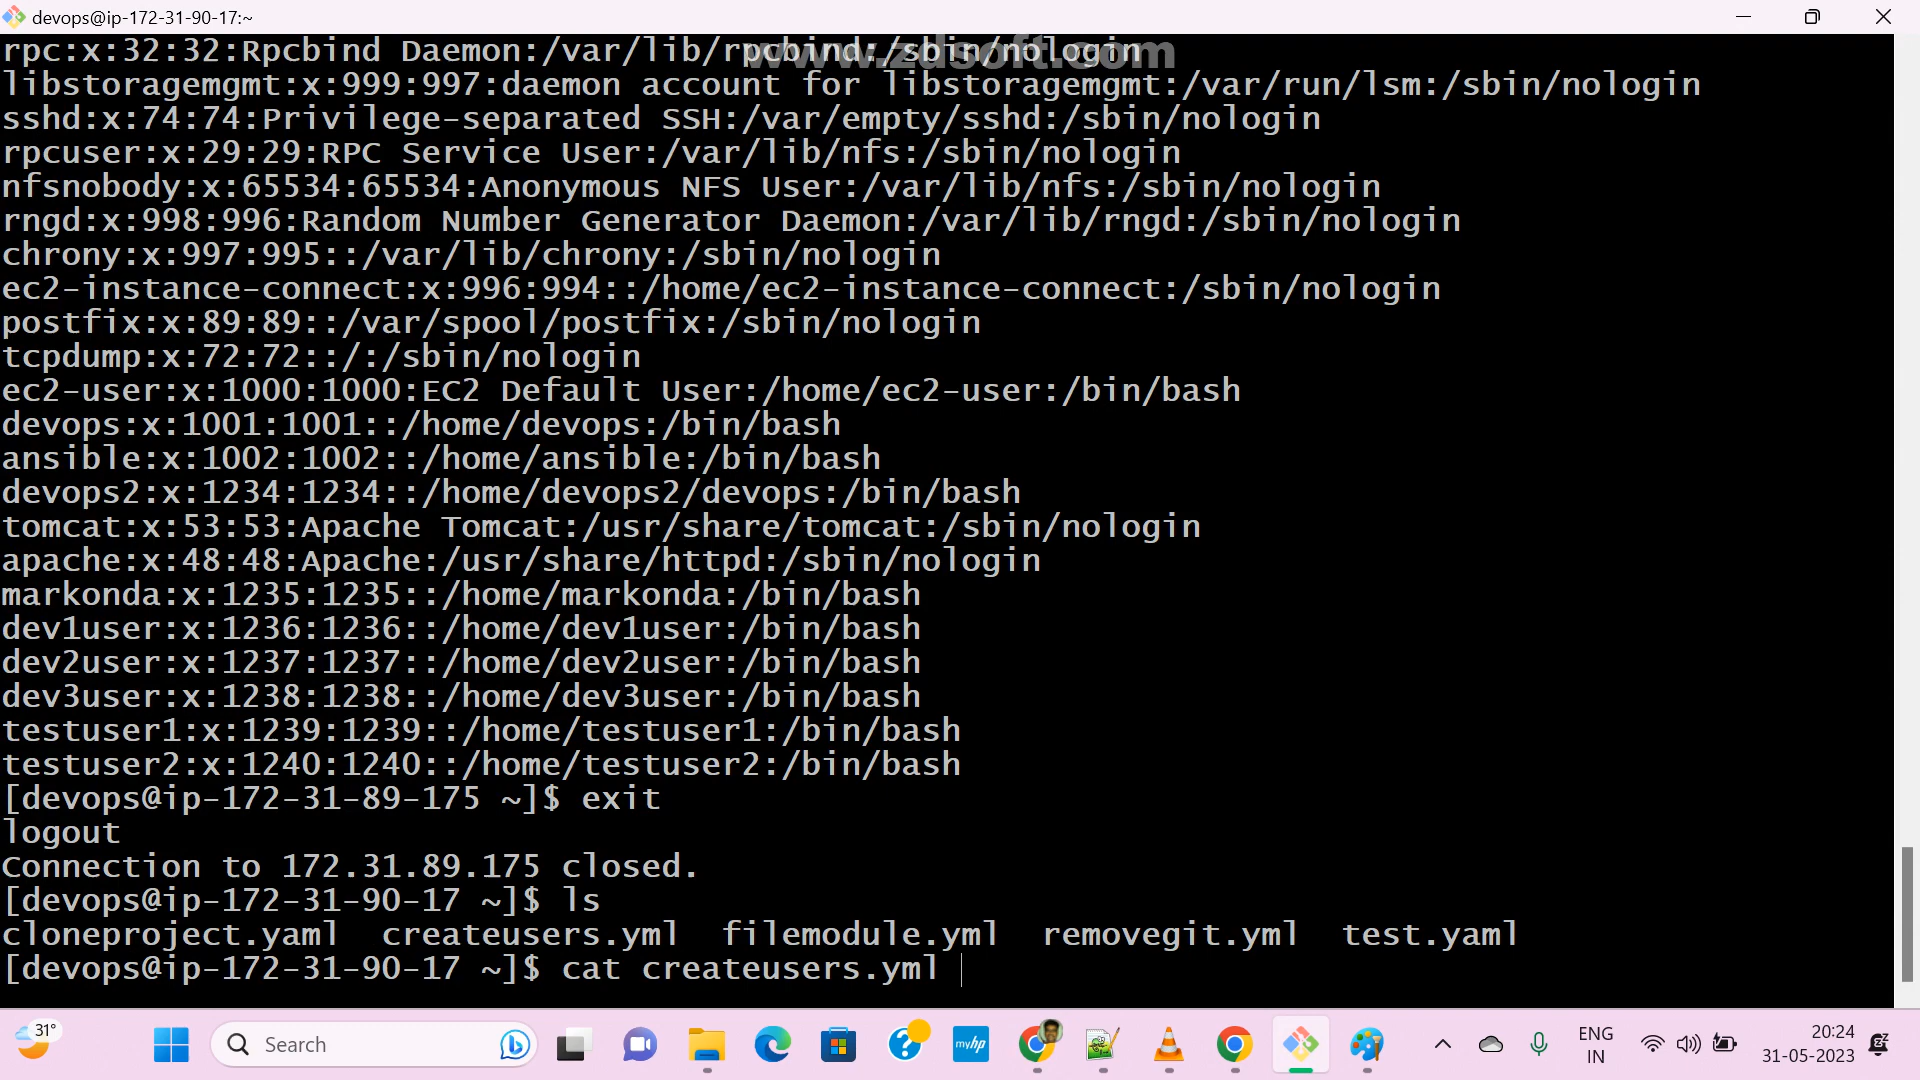 devops@ip-172-31-90-17:~
www.zdsoft.com
rpc:x:32:32:Rpcbind Daemon:/var/lib/rpcbind:/sbin/nologin
libstoragemgmt:x:999:997:daemon account for libstoragemgmt:/var/run/lsm:/sbin/nologin
sshd:x:74:74:Privilege-separated SSH:/var/empty/sshd:/sbin/nologin
rpcuser:x:29:29:RPC Service User:/var/lib/nfs:/sbin/nologin
nfsnobody:x:65534:65534:Anonymous NFS User:/var/lib/nfs:/sbin/nologin
rngd:x:998:996:Random Number Generator Daemon:/var/lib/rngd:/sbin/nologin
chrony:x:997:995::/var/lib/chrony:/sbin/nologin
ec2-instance-connect:x:996:994::/home/ec2-instance-connect:/sbin/nologin
postfix:x:89:89::/var/spool/postfix:/sbin/nologin
tcpdump:x:72:72::/:/sbin/nologin
ec2-user:x:1000:1000:EC2 Default User:/home/ec2-user:/bin/bash
devops:x:1001:1001::/home/devops:/bin/bash
ansible:x:1002:1002::/home/ansible:/bin/bash
devops2:x:1234:1234::/home/devops2/devops:/bin/bash
tomcat:x:53:53:Apache Tomcat:/usr/share/tomcat:/sbin/nologin
apache:x:48:48:Apache:/usr/share/httpd:/sbin/nologin
markonda:x:1235:1235::/home/markonda:/bin/bash
dev1user:x:1236:1236::/home/dev1user:/bin/bash
dev2user:x:1237:1237::/home/dev2user:/bin/bash
dev3user:x:1238:1238::/home/dev3user:/bin/bash
testuser1:x:1239:1239::/home/testuser1:/bin/bash
testuser2:x:1240:1240::/home/testuser2:/bin/bash
[devops@ip-172-31-89-175 ~]$ exit
logout
Connection to 172.31.89.175 closed.
[devops@ip-172-31-90-17 ~]$ ls
cloneproject.yaml createusers.yml filemodule.yml removegit.yml test.yaml
[devops@ip-172-31-90-17 ~]$ cat createusers.yml
31°
Search
myhp
ENG
IN
20:24
31-05-2023